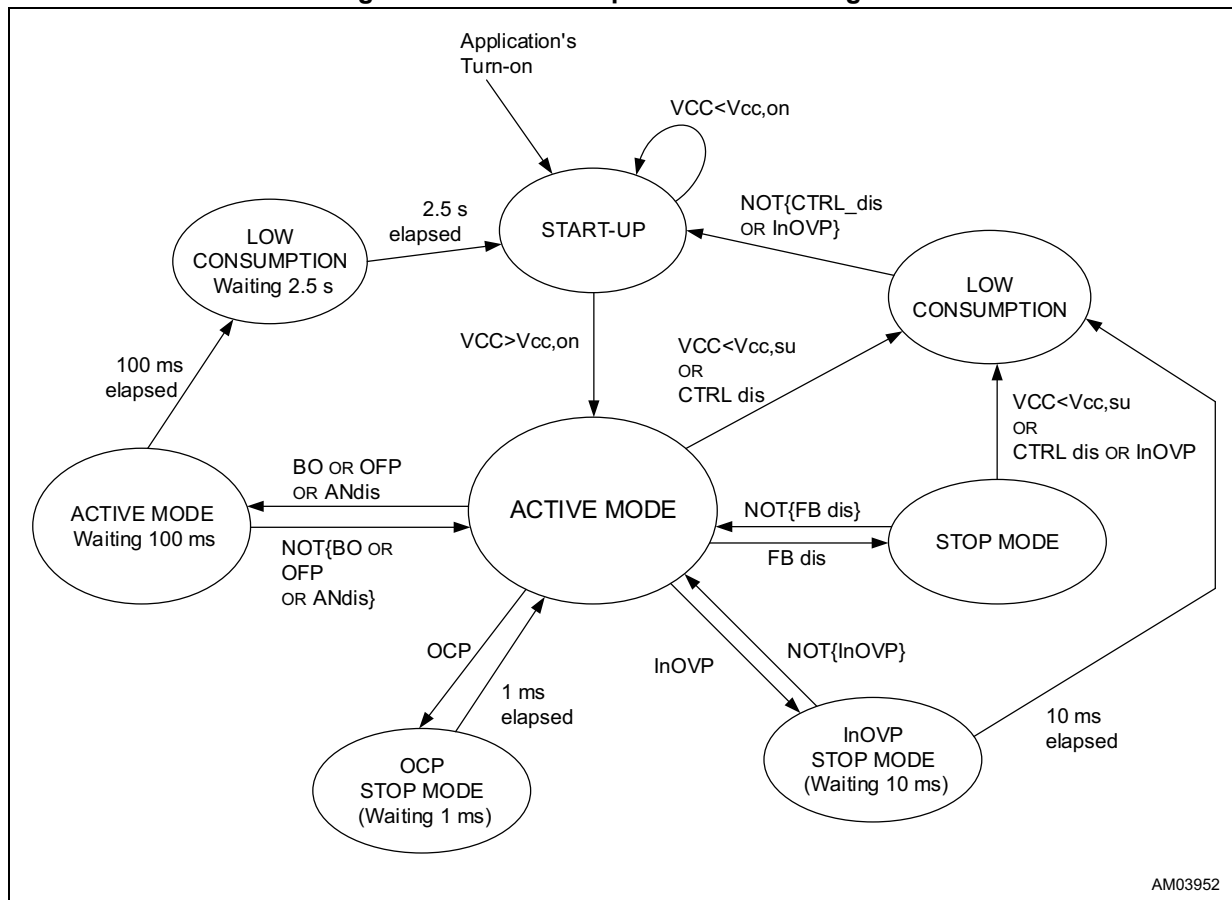 Application's
Turn-on
VCC<Vcc,on
START-UP
2.5 s
elapsed
NOT{CTRL_dis
OR InOVP}
LOW
CONSUMPTION
Waiting 2.5 s
LOW
CONSUMPTION
VCC>Vcc,on
VCC<Vcc,su
OR
CTRL dis
100 ms
elapsed
VCC<Vcc,su
OR
CTRL dis OR InOVP
BO OR OFP
OR ANdis
ACTIVE MODE
ACTIVE MODE
Waiting 100 ms
NOT{FB dis}
FB dis
STOP MODE
NOT{BO OR
OFP
OR ANdis}
OCP
1 ms
elapsed
InOVP
NOT{InOVP}
10 ms
elapsed
OCP
STOP MODE
(Waiting 1 ms)
InOVP
STOP MODE
(Waiting 10 ms)
AM03952